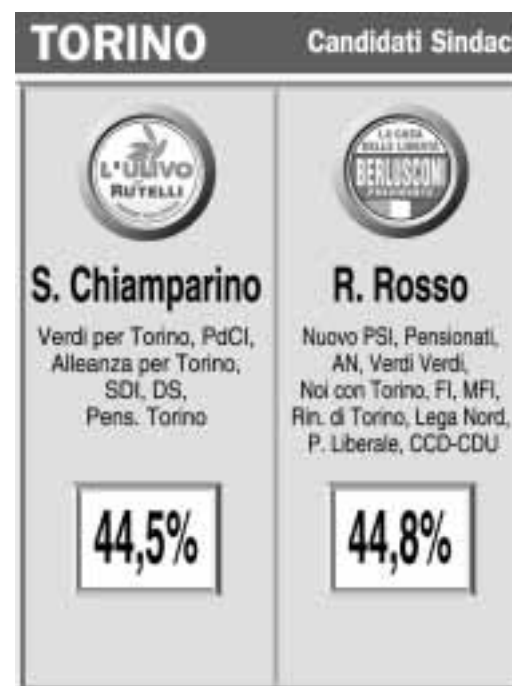 TORINO
Candidati Sindac
L'ULIVO
RUTELLI
LA CASA
DELLE LIBERTÀ
BERLUSCONI
PRESIDENTE
S. Chiamparino
R. Rosso
Verdi per Torino, PdCI,
Alleanza per Torino,
SDI, DS,
Pens. Torino
Nuovo PSI, Pensionati,
AN, Verdi Verdi,
Noi con Torino, FI, MFI,
Rin. di Torino, Lega Nord,
P. Liberale, CCD-CDU
44,5%
44,8%